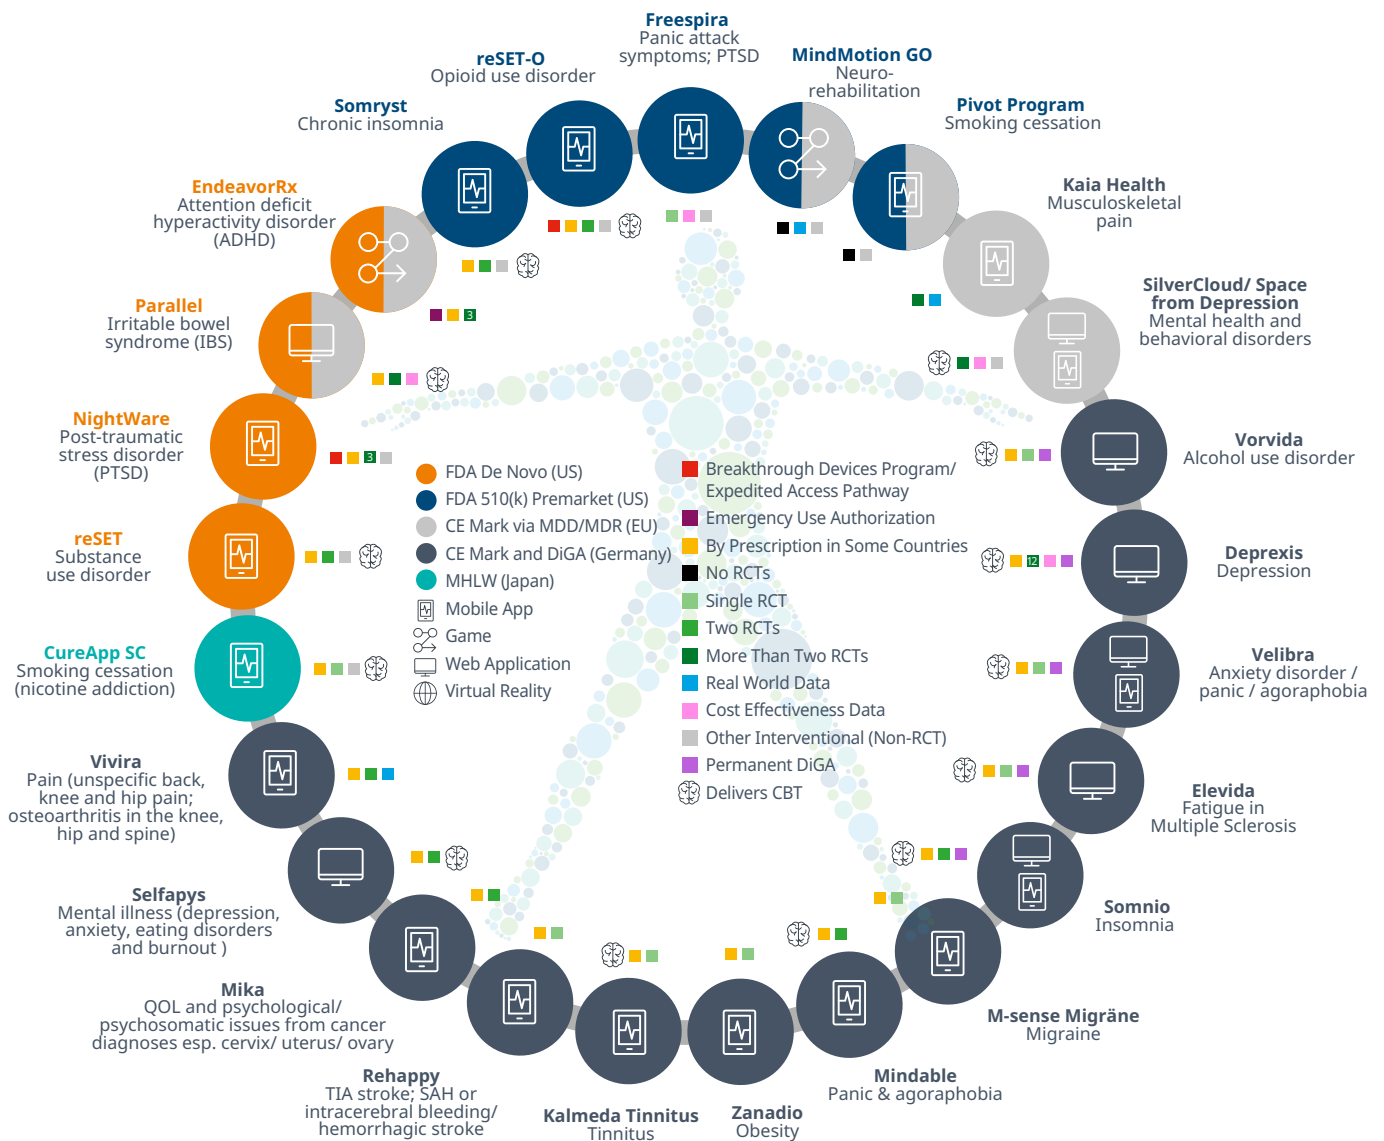 Freespira
Panic attack
symptoms; PTSD
MindMotion GO
Neuro-
rehabilitation
Pivot Program
Smoking cessation
Kaia Health
Musculoskeletal
pain
SilverCloud/ Space
from Depression
Mental health and
behavioral disorders
Vorvida
Alcohol use disorder
Deprexis
Depression
12
Velibra
Anxiety disorder /
panic / agoraphobia
Elevida
Fatigue in
Multiple Sclerosis
Somnio
Insomnia
M-sense Migräne
Migraine
Mindable
Panic & agoraphobia
Zanadio
Obesity
Kalmeda Tinnitus
Tinnitus
Rehappy
TIA stroke; SAH or
intracerebral bleeding/
hemorrhagic stroke
Mika
QOL and psychological/
psychosomatic issues from cancer
diagnoses esp. cervix/ uterus/ ovary
Selfapys
Mental illness (depression,
anxiety, eating disorders
and burnout )
Vivira
Pain (unspecific back,
knee and hip pain;
osteoarthritis in the knee,
hip and spine)
CureApp SC
Smoking cessation
(nicotine addiction)
reSET
Substance
use disorder
NightWare
Post-traumatic
stress disorder
(PTSD)
3
Parallel
Irritable bowel
syndrome (IBS)
EndeavorRx
Attention deficit
hyperactivity disorder
(ADHD)
3
Somryst
Chronic insomnia
reSET-O
Opioid use disorder
FDA De Novo (US)
FDA 510(k) Premarket (US)
CE Mark via MDD/MDR (EU)
CE Mark and DiGA (Germany)
MHLW (Japan)
Mobile App
Game
Web Application
Virtual Reality
Breakthrough Devices Program/
Expedited Access Pathway
Emergency Use Authorization
By Prescription in Some Countries
No RCTs
Single RCT
Two RCTs
More Than Two RCTs
Real World Data
Cost Effectiveness Data
Other Interventional (Non-RCT)
Permanent DiGA
Delivers CBT